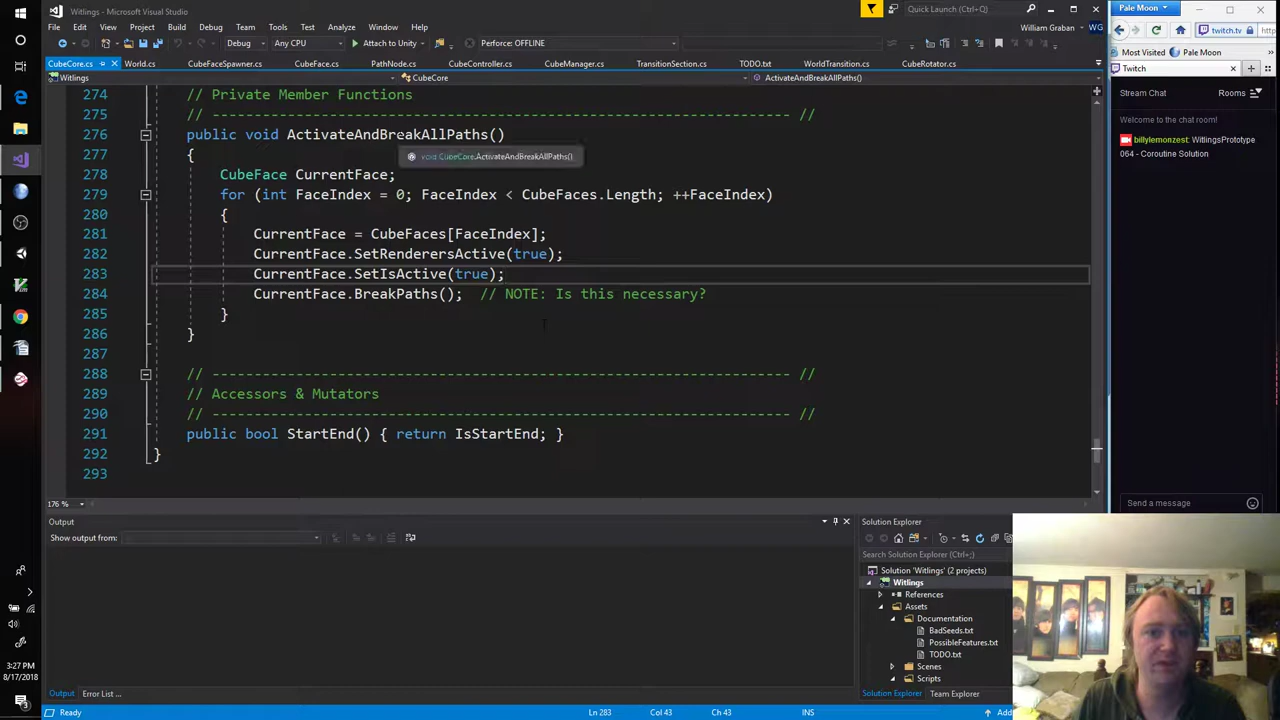 Witlings - Microsoft Visual Studio
Quick Launch (Ctrl+Q)
File Edit View Project Build Debug Team Tools Test Analyze Window Help
William Graban WG
Debug Any CPU Attach to Unity Perforce: OFFLINE
CubeCore.cs World.cs CubeFaceSpawner.cs CubeFace.cs PathNode.cs CubeController.cs CubeManager.cs TransitionSection.cs TODO.txt WorldTransition.cs CubeRotator.cs
Witlings CubeCore ActivateAndBreakAllPaths()
274 // Private Member Functions
275 // --------------------------------------------------------------------- //
276 public void ActivateAndBreakAllPaths()
void CubeCore.ActivateAndBreakAllPaths()
277 {
278 CubeFace CurrentFace;
279 for (int FaceIndex = 0; FaceIndex < CubeFaces.Length; ++FaceIndex)
280 {
281 CurrentFace = CubeFaces[FaceIndex];
282 CurrentFace.SetRenderersActive(true);
283 CurrentFace.SetIsActive(true);
284 CurrentFace.BreakPaths(); // NOTE: Is this necessary?
285 }
286 }
287
288 // --------------------------------------------------------------------- //
289 // Accessors & Mutators
290 // --------------------------------------------------------------------- //
291 public bool StartEnd() { return IsStartEnd; }
292 }
293
176 %
Output
Show output from:
Output Error List ...
Ready
Ln 283 Col 43 Ch 43 INS
Solution Explorer
Search Solution Explorer (Ctrl+;)
Solution 'Witlings' (2 projects)
Witlings
References
Assets
Documentation
BadSeeds.txt
PossibleFeatures.txt
TODO.txt
Scenes
Scripts
Solution Explorer Team Explorer
Pale Moon
twitch.tv
Most Visited Pale Moon
Twitch
Stream Chat Rooms
Welcome to the chat room!
billylemonzest: WitlingsPrototype
064 - Coroutine Solution
Send a message
3:27 PM
8/17/2018